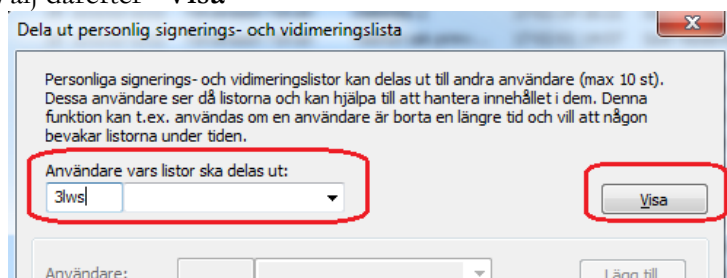 älj därefter "Visa"
Dela ut personlig signerings- och vidimeringslista
Personliga signerings- och vidimeringslistor kan delas ut till andra användare (max 10 st).
Dessa användare ser då listorna och kan hjälpa till att hantera innehållet i dem. Denna
funktion kan t.ex. användas om en användare är borta en längre tid och vill att någon
bevakar listorna under tiden.
Användare vars listor ska delas ut:
3lws
Visa
Användare:
Lägg till